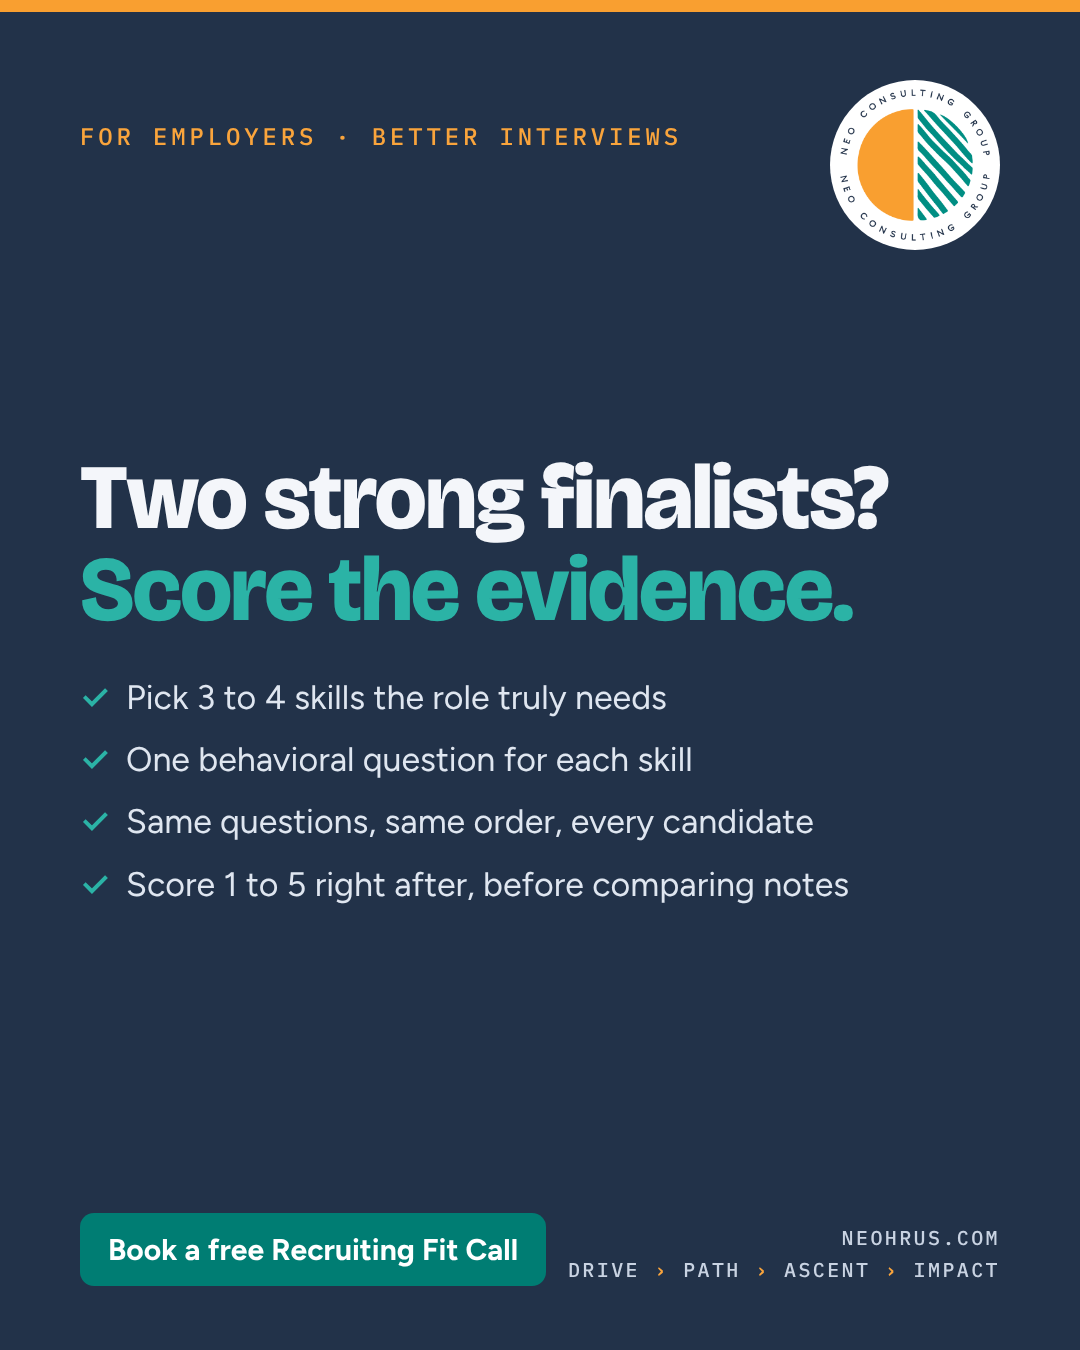 FOR EMPLOYERS · BETTER INTERVIEWS
NEO CONSULTING GROUP
NEO CONSULTING GROUP
Two strong finalists?
Score the evidence.
✓ Pick 3 to 4 skills the role truly needs
✓ One behavioral question for each skill
✓ Same questions, same order, every candidate
✓ Score 1 to 5 right after, before comparing notes
Book a free Recruiting Fit Call
NEOHRUS.COM
DRIVE › PATH › ASCENT › IMPACT